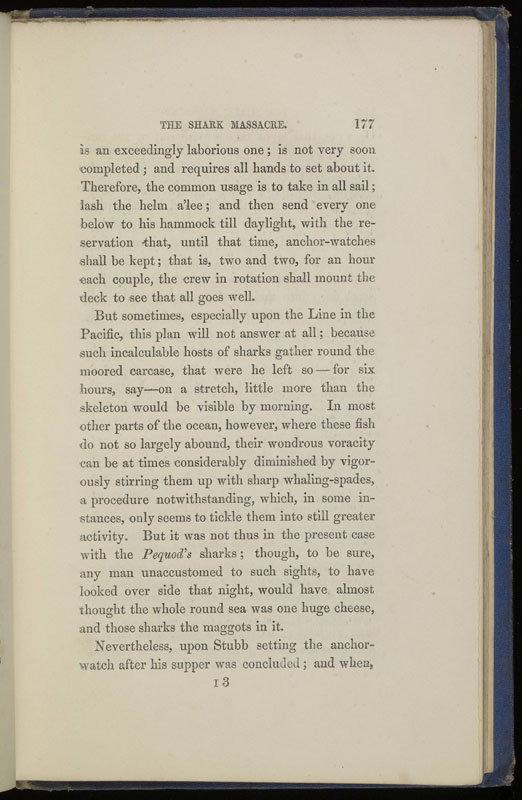 THE SHARK MASSACRE. 177
is an exceedingly laborious one; is not very soon
completed; and requires all hands to set about it.
Therefore, the common usage is to take in all sail;
lash the helm a'lee; and then send every one
below to his hammock till daylight, with the re-
servation that, until that time, anchor-watches
shall be kept; that is, two and two, for an hour
each couple, the crew in rotation shall mount the
deck to see that all goes well.
But sometimes, especially upon the Line in the
Pacific, this plan will not answer at all; because
such incalculable hosts of sharks gather round the
moored carcase, that were he left so—for six
hours, say—on a stretch, little more than the
skeleton would be visible by morning. In most
other parts of the ocean, however, where these fish
do not so largely abound, their wondrous voracity
can be at times considerably diminished by vigor-
ously stirring them up with sharp whaling-spades,
a procedure notwithstanding, which, in some in-
stances, only seems to tickle them into still greater
activity. But it was not thus in the present case
with the Pequod's sharks; though, to be sure,
any man unaccustomed to such sights, to have
looked over side that night, would have almost
thought the whole round sea was one huge cheese,
and those sharks the maggots in it.
Nevertheless, upon Stubb setting the anchor-
watch after his supper was concluded; and when,
I 3